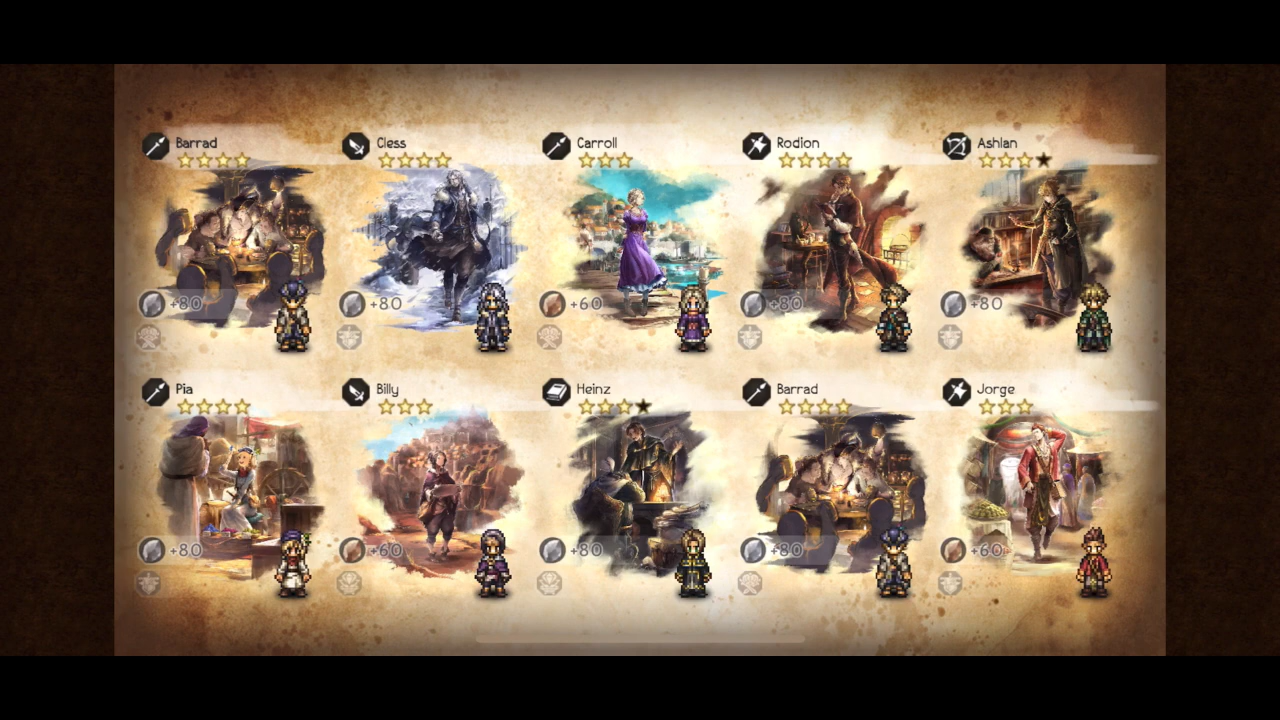 Barrad Cless Carroll Rodion Ashlan
+80 +80 +60 +80 +80
Pia Billy Heinz Barrad Jorge
+80 +60 +80 +80 +60